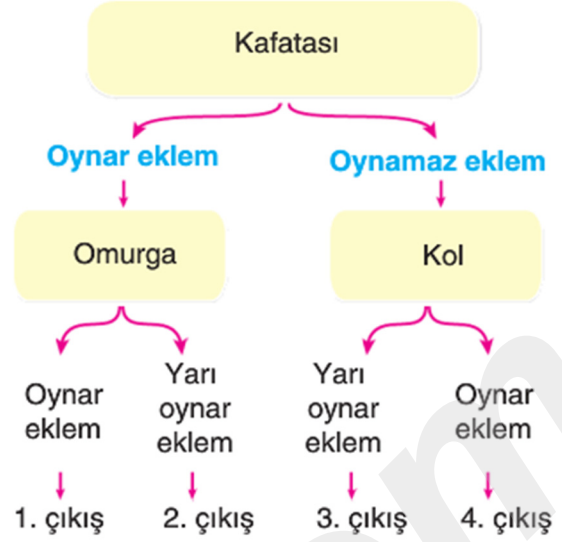 Kafatası
Oynar eklem
Oynamaz eklem
Omurga
Kol
Oynar
eklem
Yarı
oynar
eklem
Yarı
oynar
eklem
Oynar
eklem
1. çıkış
2. çıkış
3. çıkış
4. çıkış